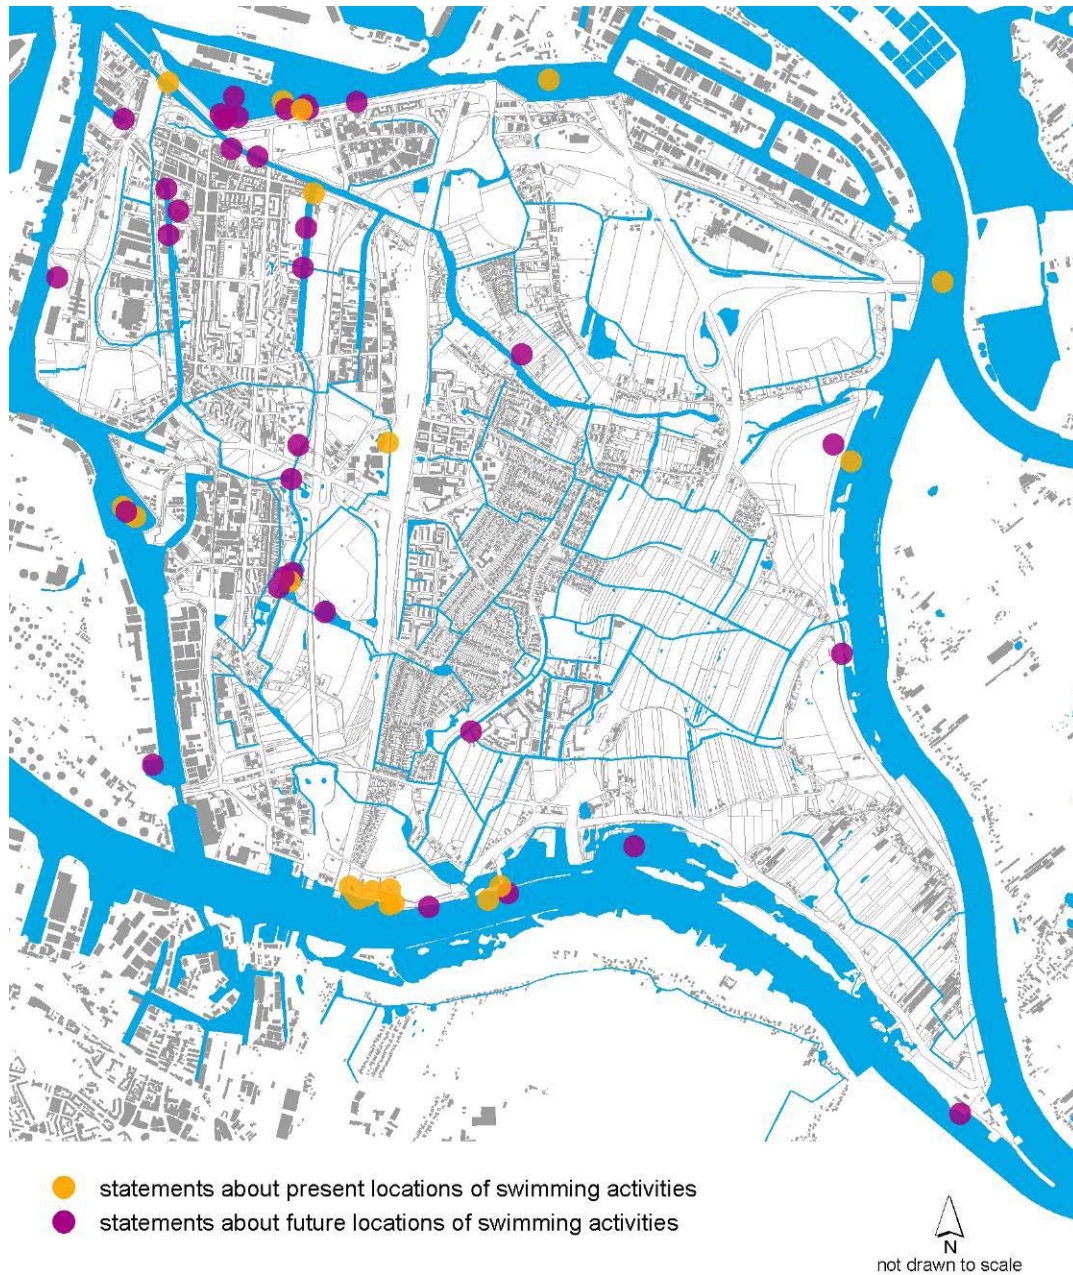 statements about present locations of swimming activities
statements about future locations of swimming activities
N
not drawn to scale